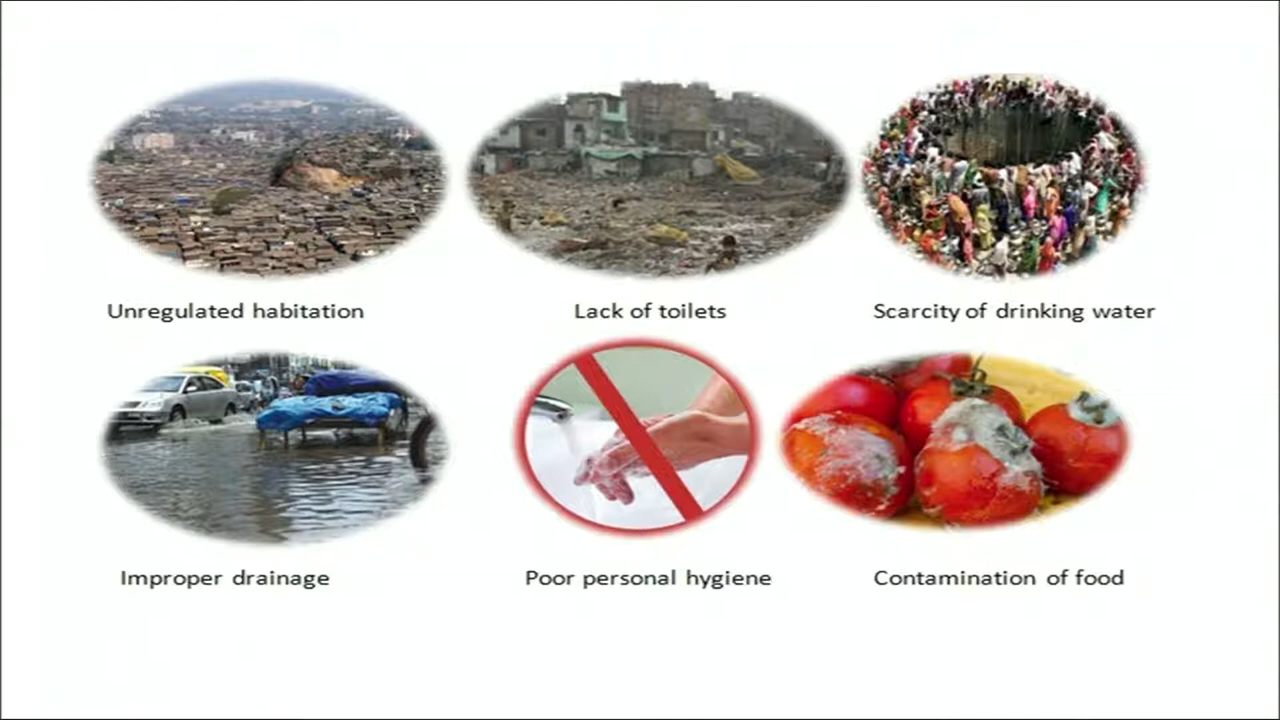 Unregulated habitation
Lack of toilets
Scarcity of drinking water
Improper drainage
Poor personal hygiene
Contamination of food